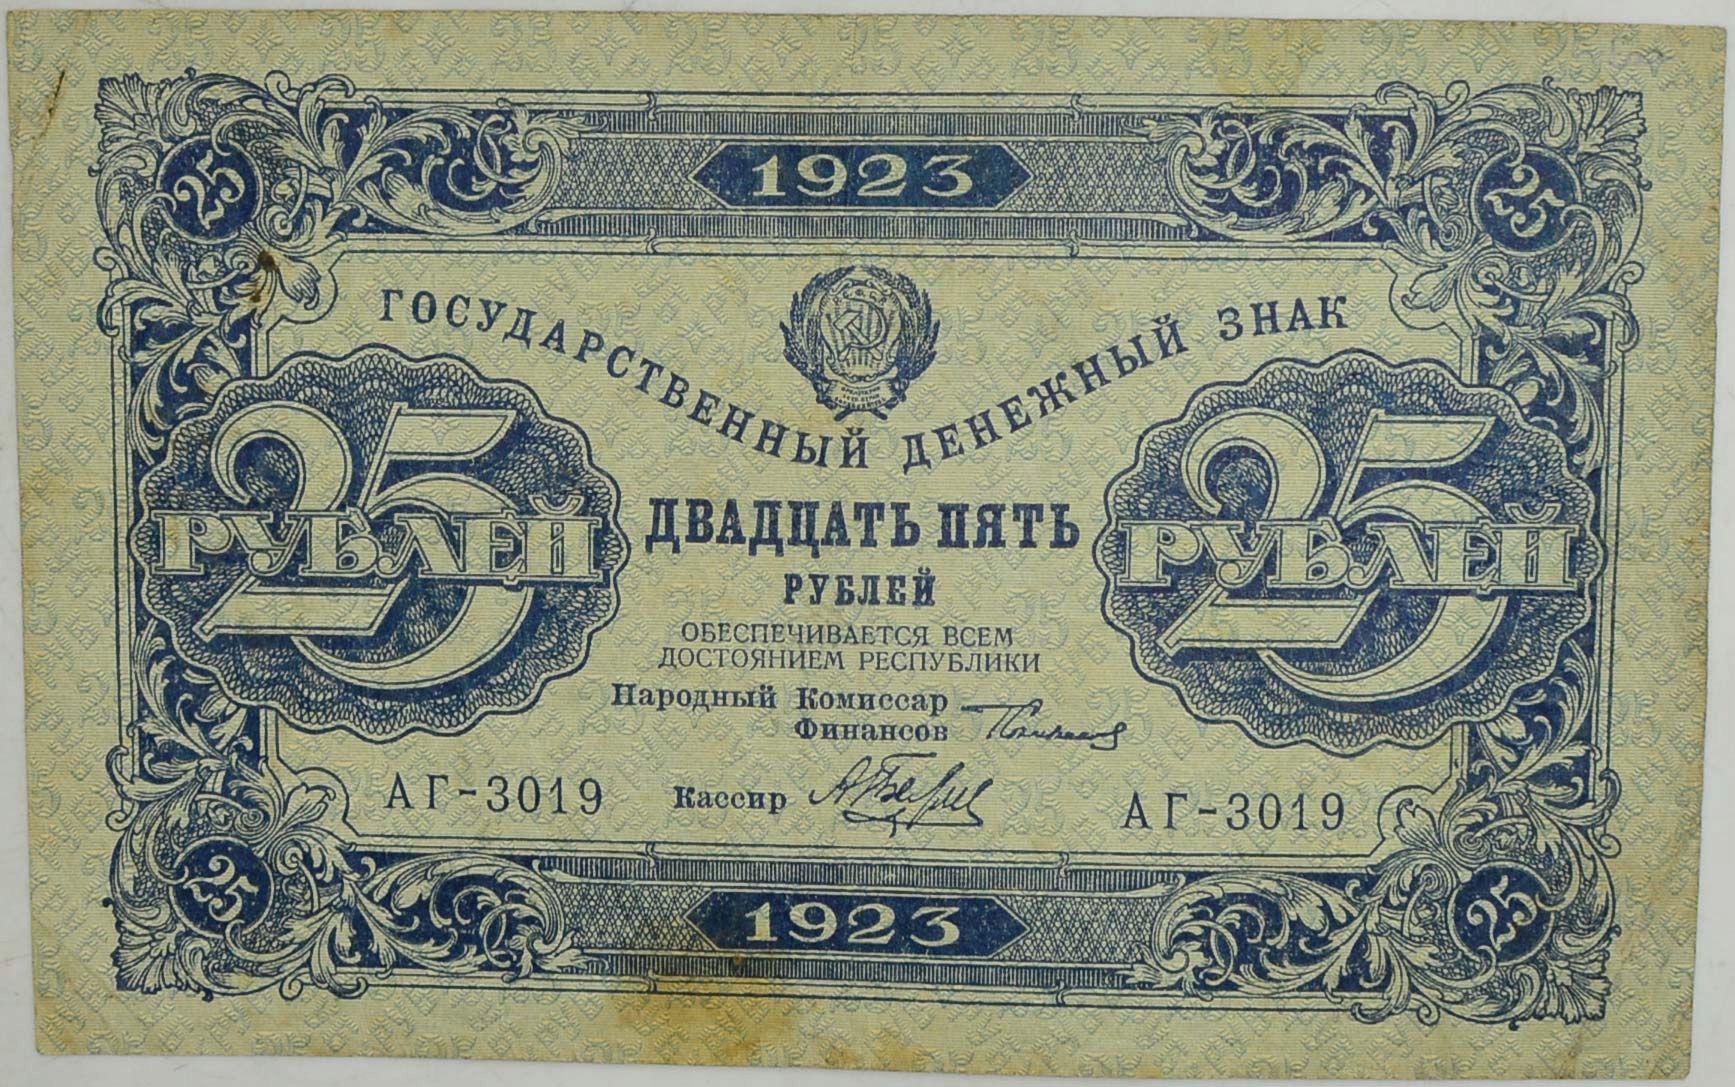 1923
25
25
Р.С.Ф.С.Р.
ГОСУДАРСТВЕННЫЙ ДЕНЕЖНЫЙ ЗНАК
25
РУБЛЕЙ
ДВАДЦАТЬ ПЯТЬ
РУБЛЕЙ
25
РУБЛЕЙ
ОБЕСПЕЧИВАЕТСЯ ВСЕМ
ДОСТОЯНИЕМ РЕСПУБЛИКИ
Народный Комиссар
Финансов
АГ-3019
Кассир
АГ-3019
25
25
1923